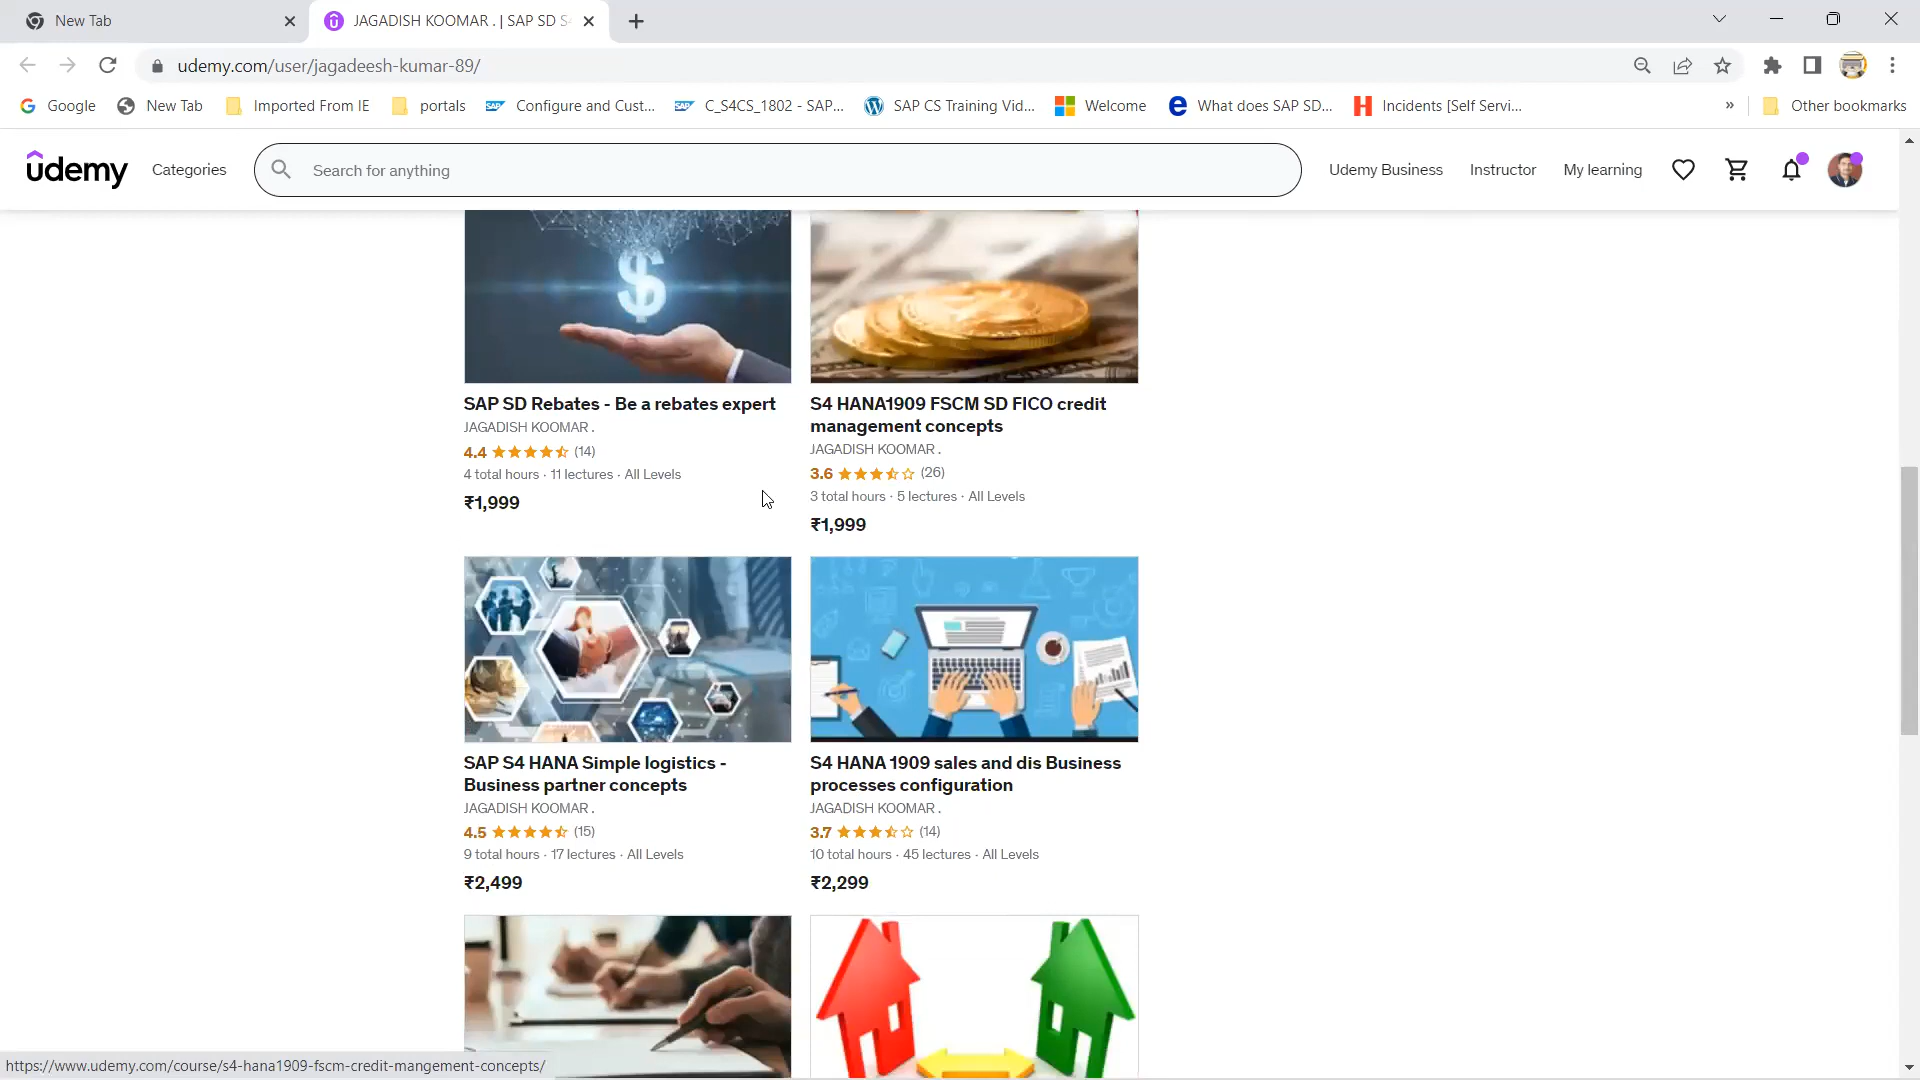 New Tab
JAGADISH KOOMAR . | SAP SD S
udemy.com/user/jagadeesh-kumar-89/
Google
New Tab
Imported From IE
portals
SAP
Configure and Cust...
SAP
C_S4CS_1802 - SAP...
SAP CS Training Vid...
Welcome
What does SAP SD...
Incidents [Self Servi...
»
Other bookmarks
udemy
Categories
Search for anything
Udemy Business
Instructor
My learning
SAP SD Rebates - Be a rebates expert
JAGADISH KOOMAR .
4.4 (14)
4 total hours · 11 lectures · All Levels
₹1,999
S4 HANA1909 FSCM SD FICO credit
management concepts
JAGADISH KOOMAR .
3.6 (26)
3 total hours · 5 lectures · All Levels
₹1,999
SAP S4 HANA Simple logistics -
Business partner concepts
JAGADISH KOOMAR .
4.5 (15)
9 total hours · 17 lectures · All Levels
₹2,499
S4 HANA 1909 sales and dis Business
processes configuration
JAGADISH KOOMAR .
3.7 (14)
10 total hours · 45 lectures · All Levels
₹2,299
https://www.udemy.com/course/s4-hana1909-fscm-credit-mangement-concepts/